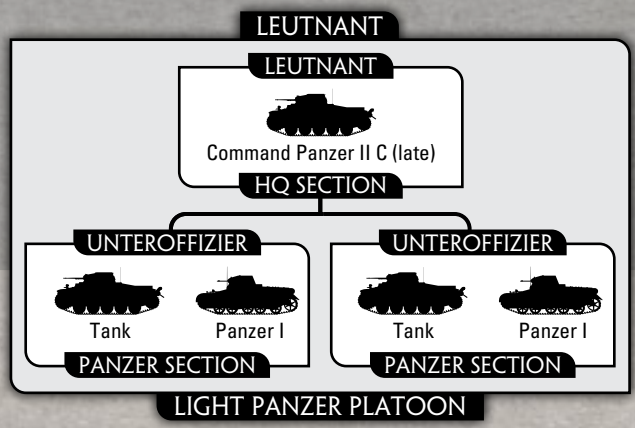 LEUTNANT
LEUTNANT
Command Panzer II C (late)
HQ SECTION
UNTEROFFIZIER
Tank Panzer I
PANZER SECTION
UNTEROFFIZIER
Tank Panzer I
PANZER SECTION
LIGHT PANZER PLATOON